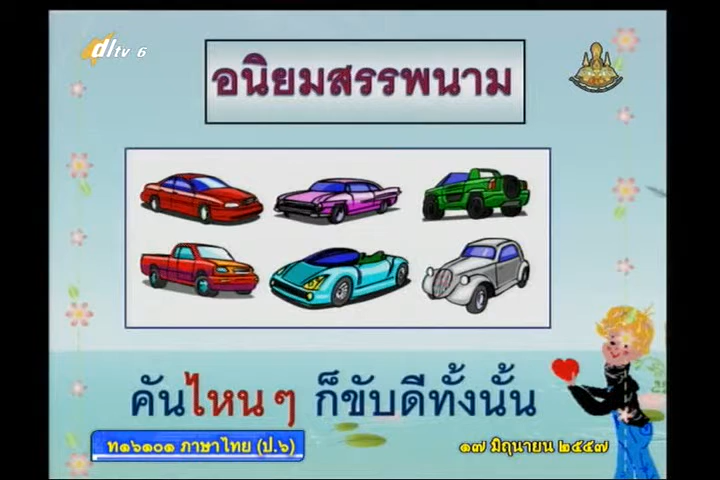 dltv 6
อนิยมสรรพนาม
คันไหนๆ ก็ขับดีทั้งนั้น
ท๑๖๑๐๑ ภาษาไทย (ป.๖)
๑๗ มิถุนายน ๒๕๕๗